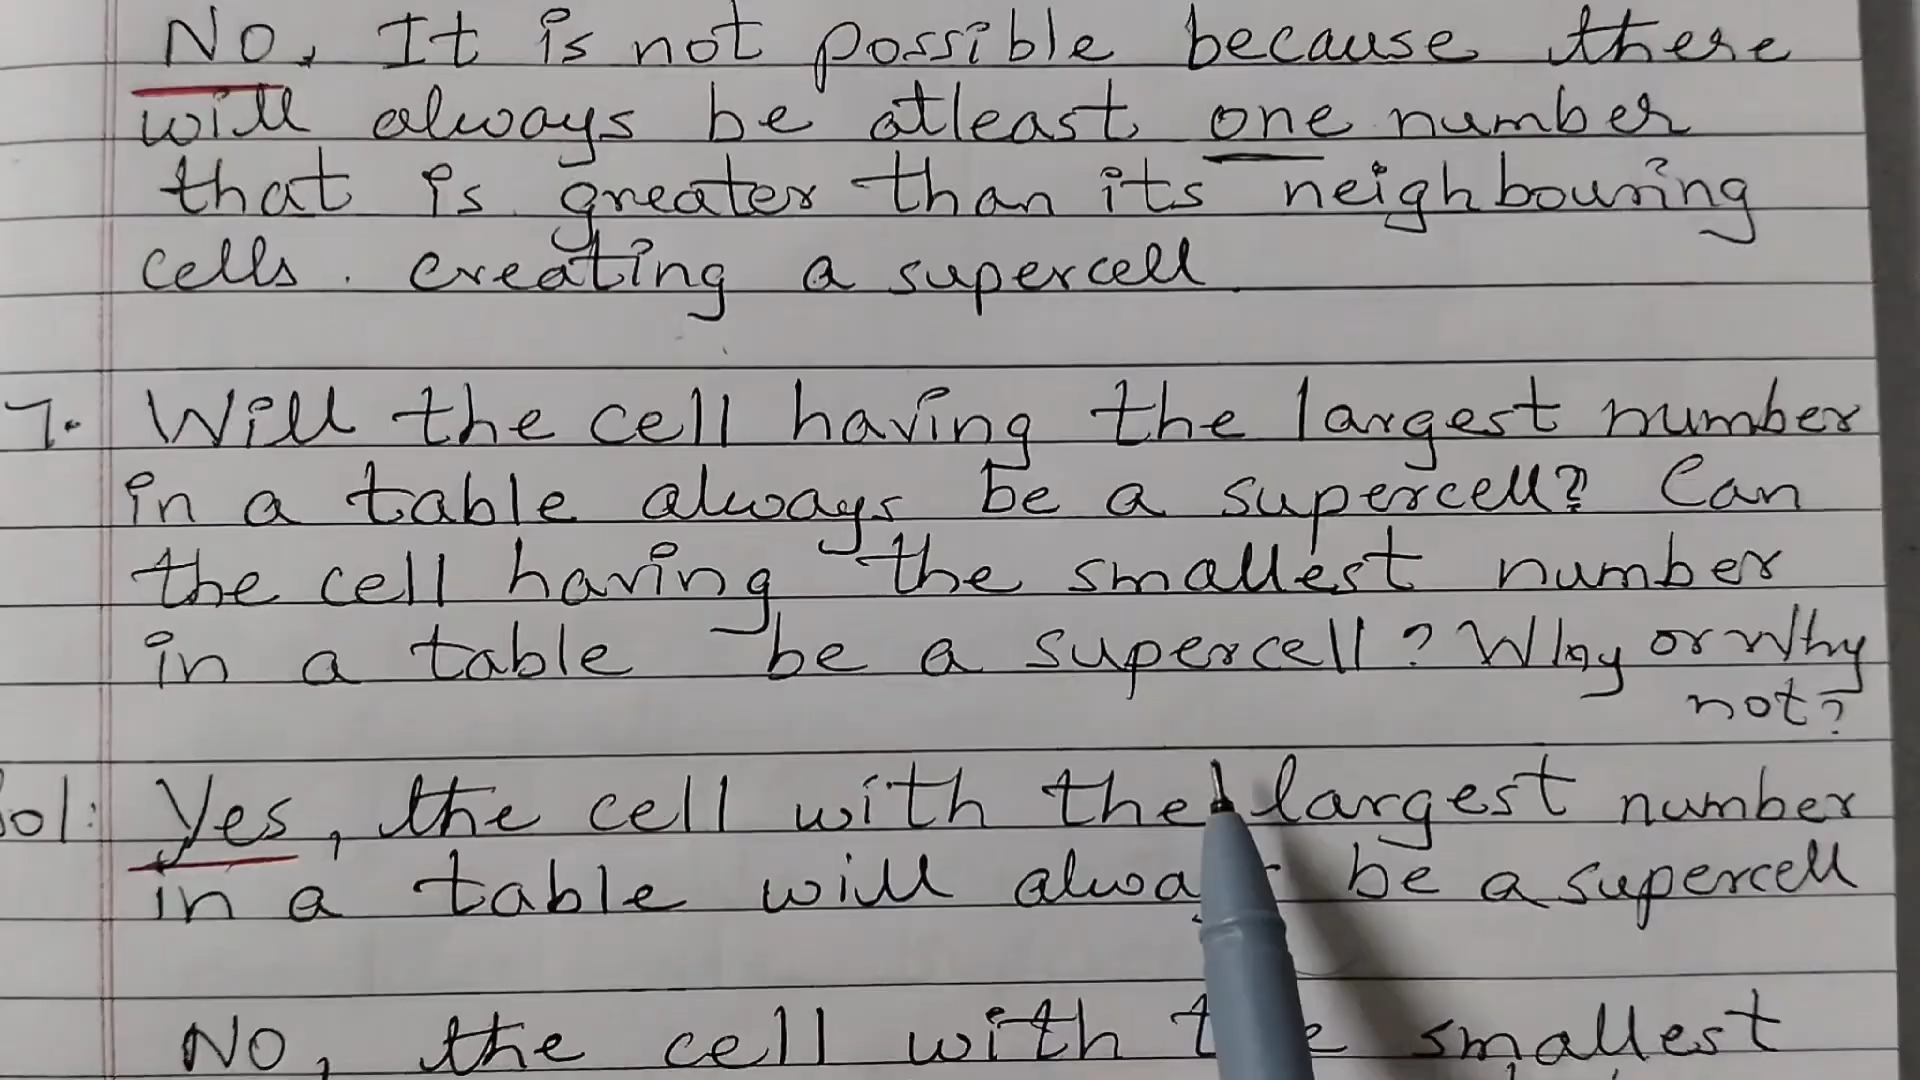 No, It is not possible because there
will always be atleast one number
that is greater than its neighbouring
cells. creating a supercell.
7. Will the cell having the largest number
in a table always be a supercell? Can
the cell having the smallest number
in a table be a supercell? Why or Why
not?
Sol: Yes, the cell with the largest number
in a table will always be a supercell
No, the cell with the smallest